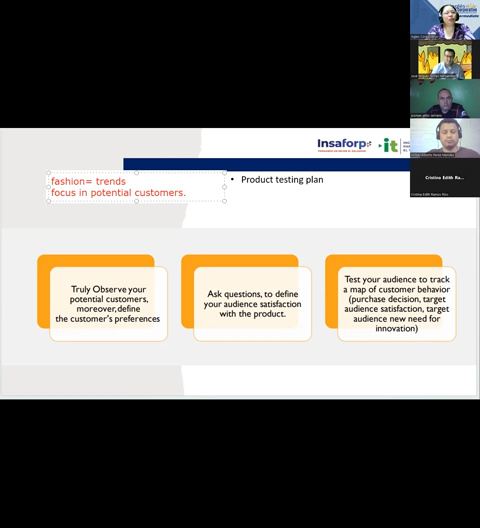 Insaforp
it
fashion= trends
focus in potential customers.
• Product testing plan
Truly Observe your
potential customers,
moreover, define
the customer's preferences
Ask questions, to define
your audience satisfaction
with the product.
Test your audience to track
a map of customer behavior
(purchase decision, target
audience satisfaction, target
audience new need for
innovation)
Cristina Edith Ra...